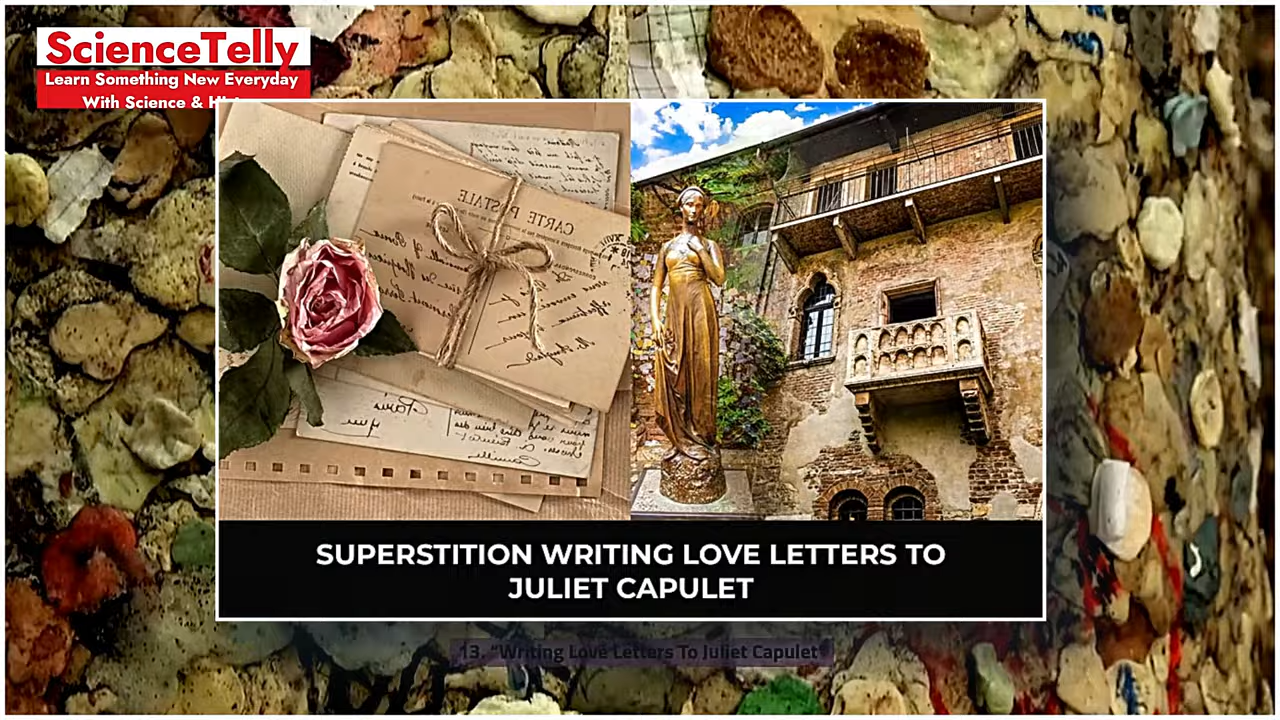 ScienceTelly
Learn Something New Everyday
With Science &
CARTE POSTALE
SUPERSTITION WRITING LOVE LETTERS TO
JULIET CAPULET
13. "Writing Love Letters To Juliet Capulet"